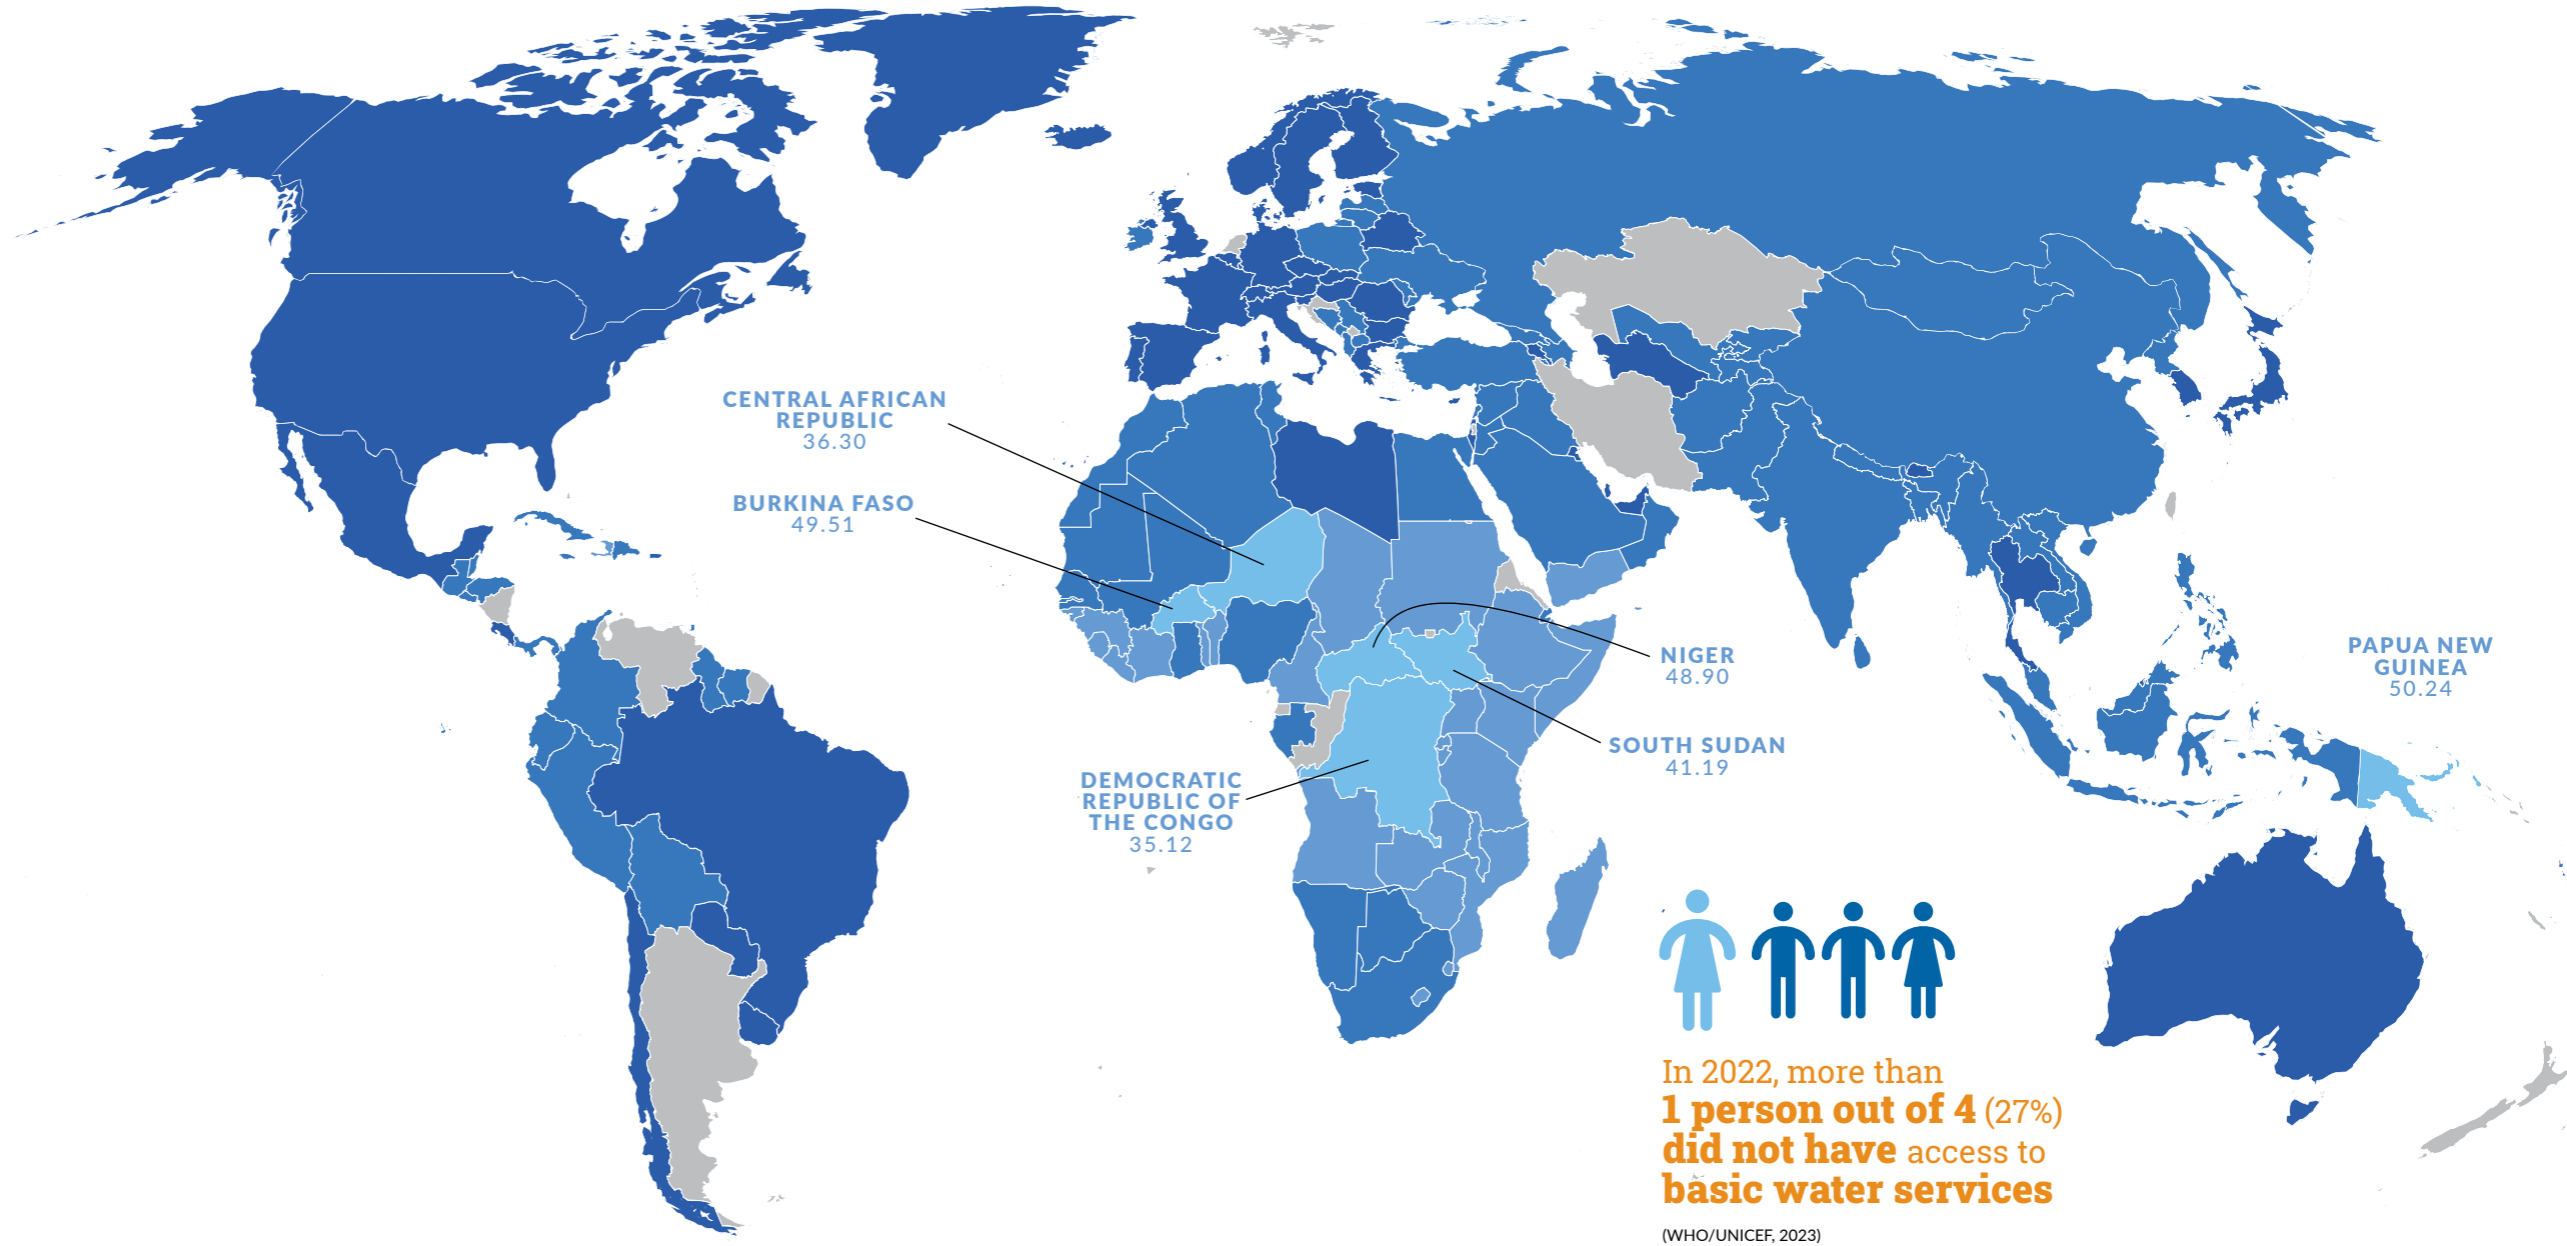 CENTRAL AFRICAN
REPUBLIC
36.30
BURKINA FASO
49.51
NIGER
48.90
PAPUA NEW
GUINEA
50.24
SOUTH SUDAN
41.19
DEMOCRATIC
REPUBLIC OF
THE CONGO
35.12
In 2022, more than
1 person out of 4 (27%)
did not have access to
basic water services
(WHO/UNICEF, 2023)